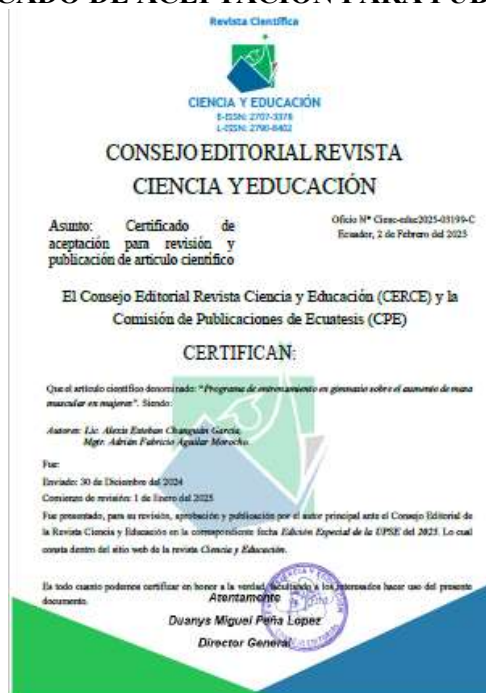 CADO DE ACEPTACIÓN PARA PUB
Revista Científica
CIENCIA Y EDUCACIÓN
E-ISSN: 2707-3378
L-ISSN: 2790-8402
CONSEJO EDITORIAL REVISTA
CIENCIA Y EDUCACIÓN
Asunto: Certificado de
aceptación para revisión y
publicación de artículo científico
Oficio N° Cienc-educ2025-03199-C
Ecuador, 2 de Febrero del 2025
El Consejo Editorial Revista Ciencia y Educación (CERCE) y la
Comisión de Publicaciones de Ecuatesis (CPE)
CERTIFICAN:
Que el artículo científico denominado: "Programa de entrenamiento en gimnasio sobre el aumento de masa
muscular en mujeres". Siendo:
Autores: Lic. Alexis Esteban Changuán García,
Mgtr. Adrián Fabricio Aguilar Morocho.
Fue:
Enviado: 30 de Diciembre del 2024
Comienzo de revisión: 1 de Enero del 2025
Fue presentado, para su revisión, aprobación y publicación por el autor principal ante el Consejo Editorial de
la Revista Ciencia y Educación en la correspondiente fecha Edición Especial de la UPSE del 2025. Lo cual
consta dentro del sitio web de la revista Ciencia y Educación.
Es todo cuanto podemos certificar en honor a la verdad, facultando a los interesados hacer uso del presente
documento.
Atentamente
Duanys Miguel Peña Lopez
Director General